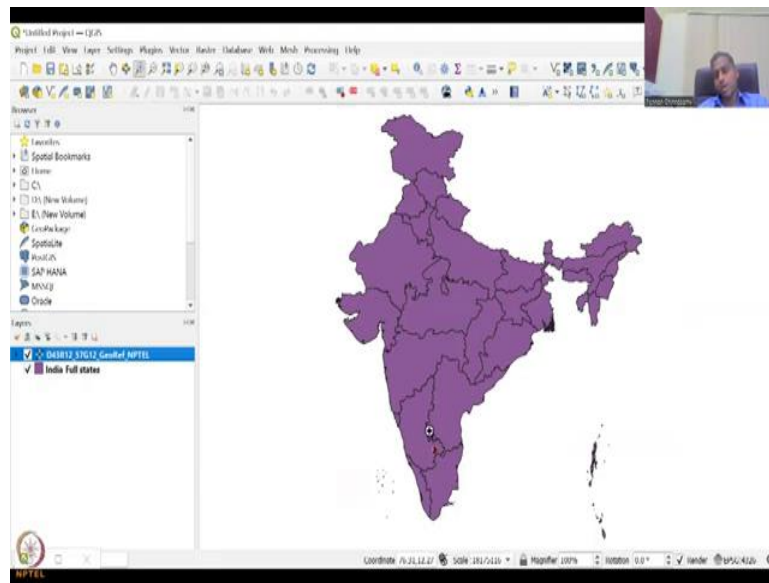 *Untitled Project — QGIS
Project Edit View Layer Settings Plugins Vector Raster Database Web Mesh Processing Help
Browser
Favorites
Spatial Bookmarks
Home
C:\
D:\ (New Volume)
E:\ (New Volume)
GeoPackage
SpatiaLite
PostGIS
SAP HANA
MSSQL
Oracle
Layers
India Full states
Coordinate
Scale
Magnifier 100%
Rotation 0.0 °
Render
EPSG:4326
NPTEL